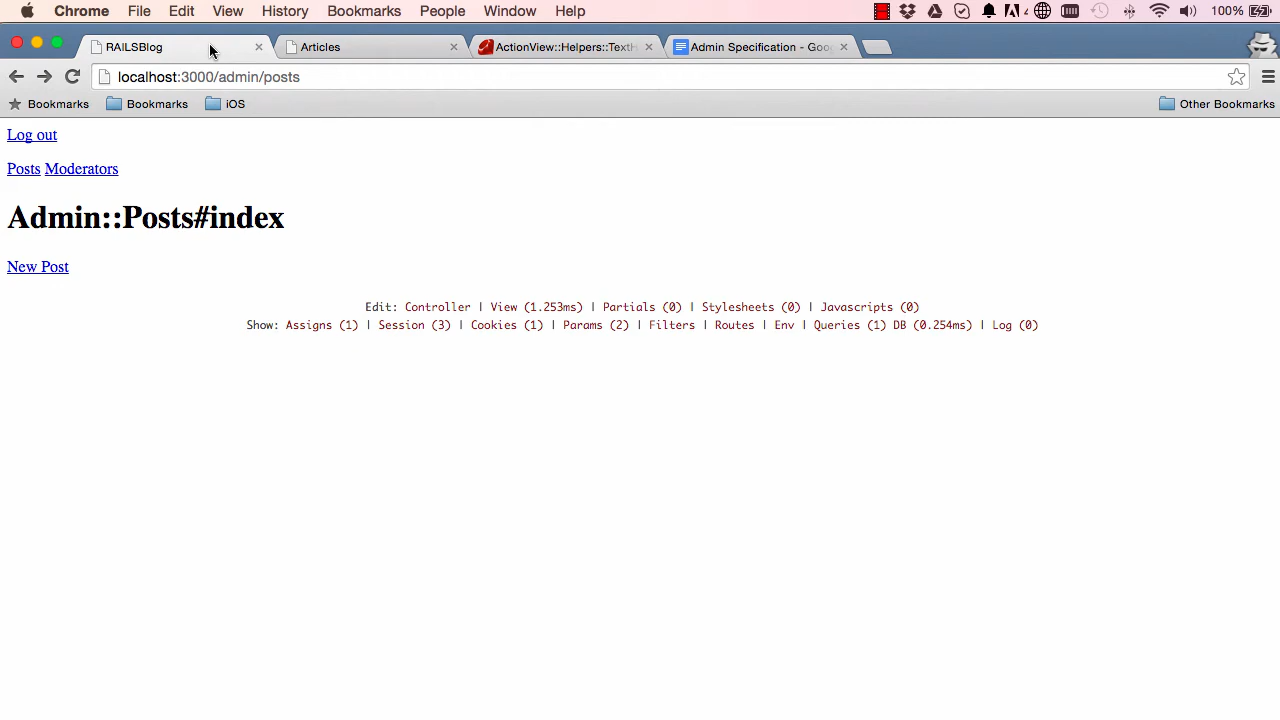 Chrome File Edit View History Bookmarks People Window Help 4 100%
RAILSBlog Articles ActionView::Helpers::TextH Admin Specification - Goo
localhost:3000/admin/posts
Bookmarks Bookmarks iOS Other Bookmarks
Log out
Posts Moderators
Admin::Posts#index
New Post
Edit: Controller | View (1.253ms) | Partials (0) | Stylesheets (0) | Javascripts (0)
Show: Assigns (1) | Session (3) | Cookies (1) | Params (2) | Filters | Routes | Env | Queries (1) DB (0.254ms) | Log (0)